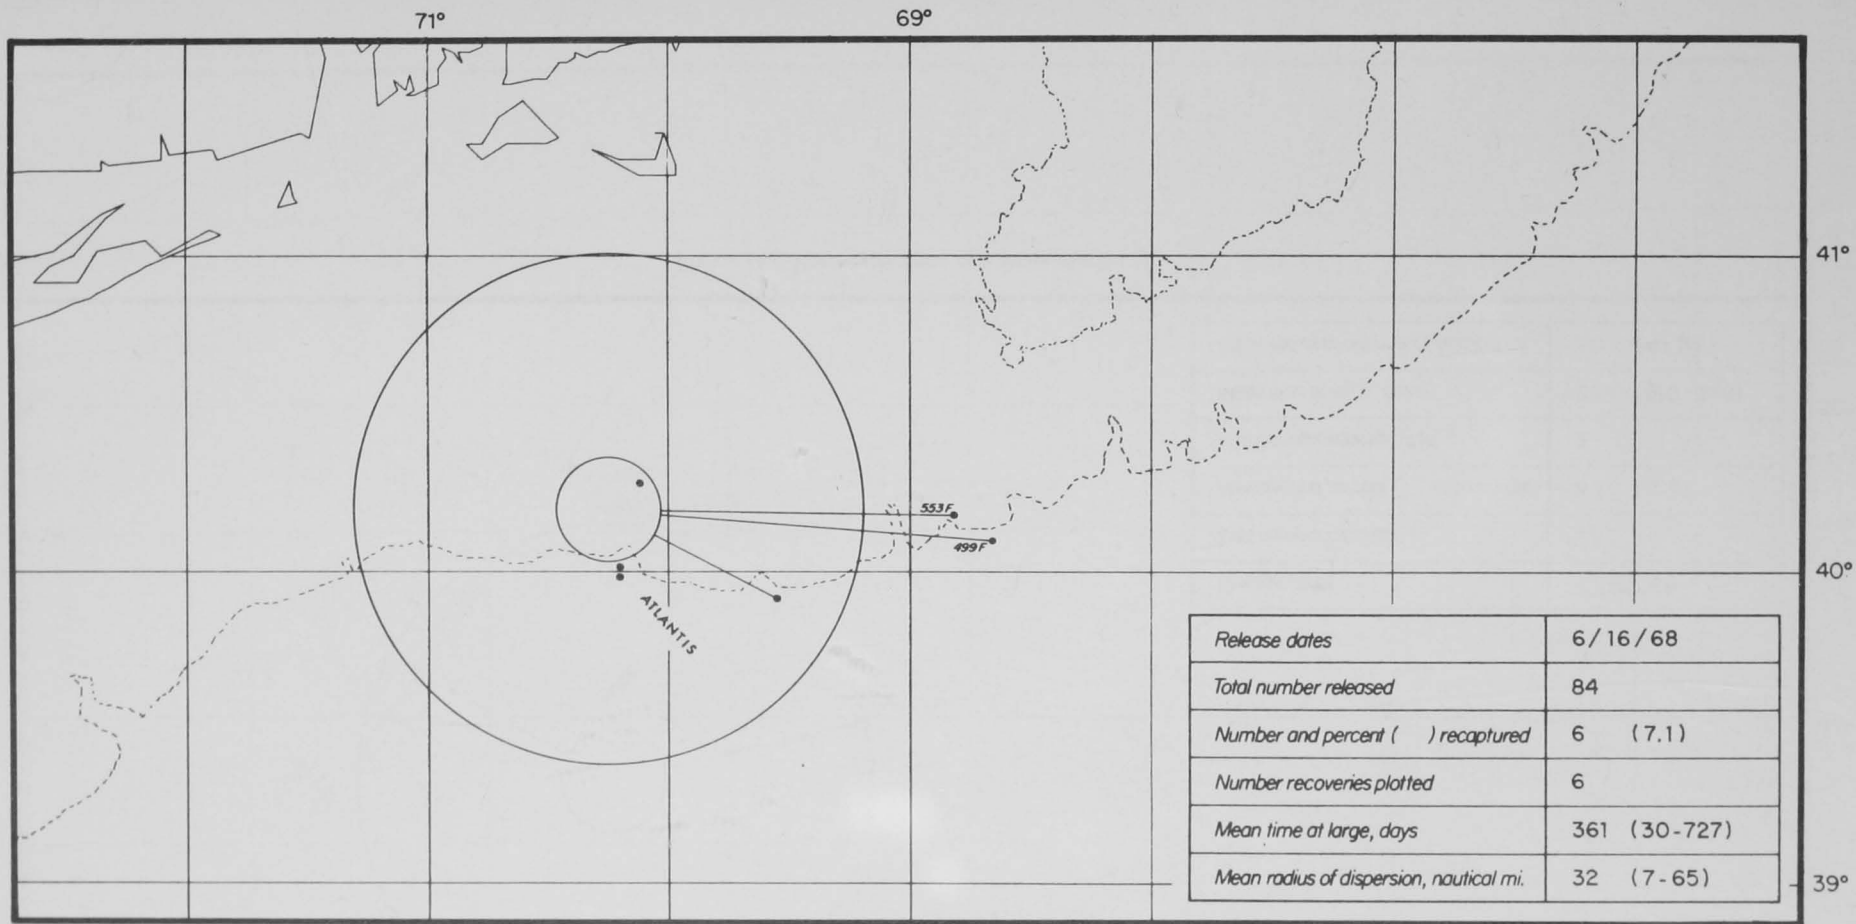 71° 69°
41°
553F
499F
40°
ATLANTIS
Release dates 6/16/68
Total number released 84
Number and percent ( ) recaptured 6 (7.1)
Number recoveries plotted 6
Mean time at large, days 361 (30-727)
Mean radius of dispersion, nautical mi. 32 (7-65)
39°